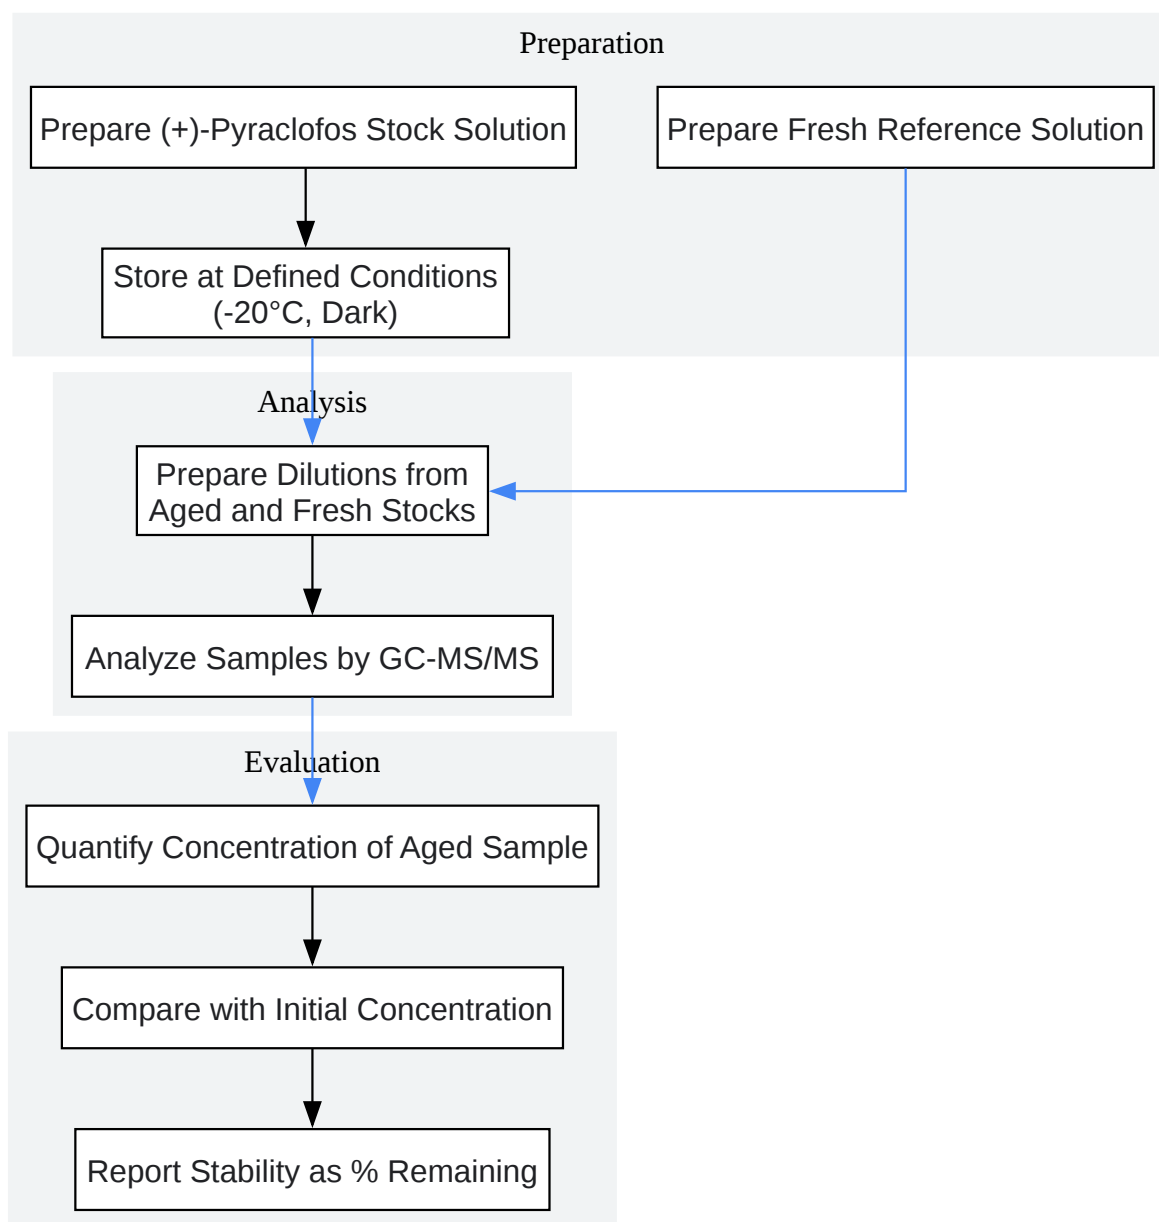 Preparation
Prepare (+)-Pyraclofos Stock Solution
Prepare Fresh Reference Solution
Store at Defined Conditions
(-20°C, Dark)
Analysis
Prepare Dilutions from
Aged and Fresh Stocks
Analyze Samples by GC-MS/MS
Evaluation
Quantify Concentration of Aged Sample
Compare with Initial Concentration
Report Stability as % Remaining